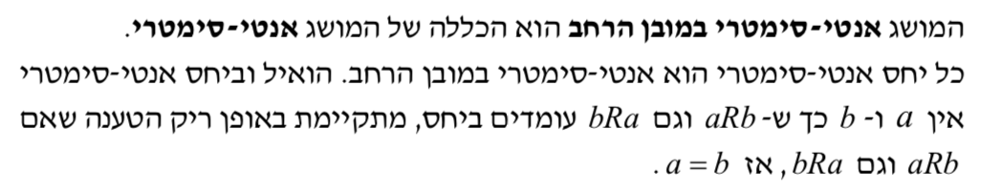 המושג אנטי-סימטרי במובן הרחב הוא הכללה של המושג אנטי-סימטרי.
כל יחס אנטי-סימטרי הוא אנטי-סימטרי במובן הרחב. הואיל וביחס אנטי-סימטרי
אין a ו- b כך ש- aRb וגם bRa עומדים ביחס, מתקיימת באופן ריק הטענה שאם
aRb וגם bRa, אז a = b.